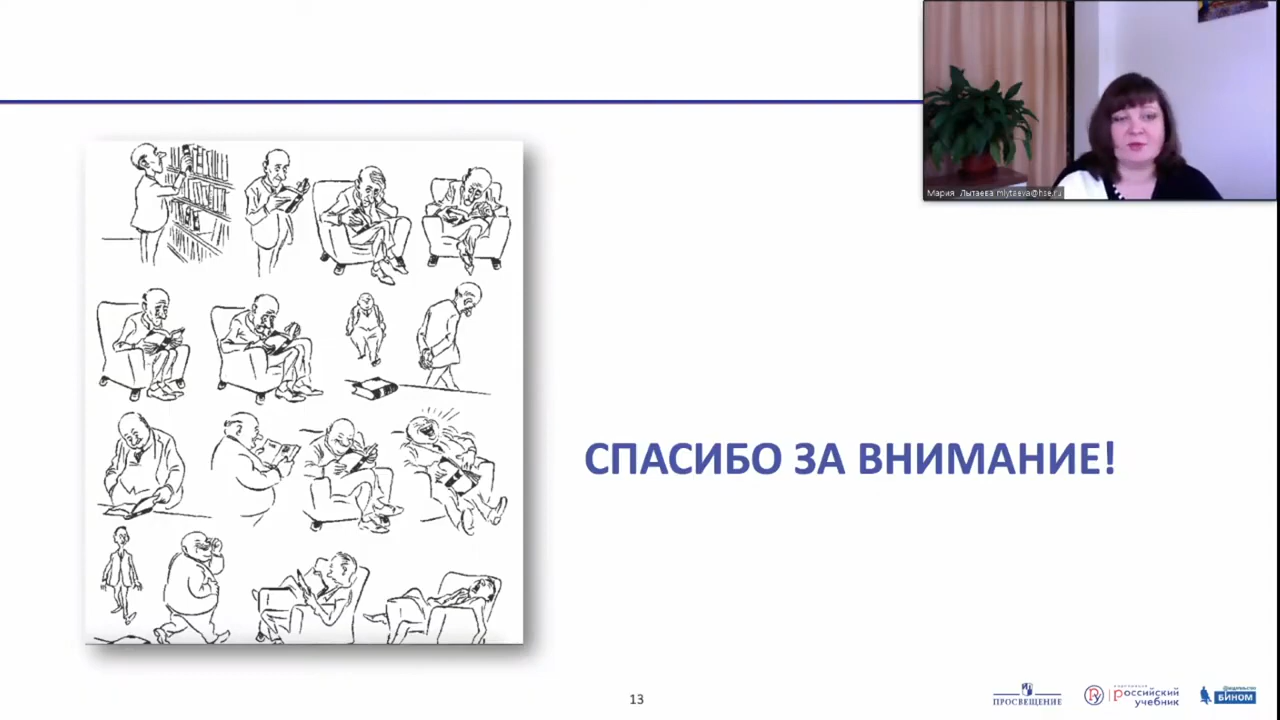 Мария Лытаева mlytaeva@hse.ru
СПАСИБО ЗА ВНИМАНИЕ!
13
ПРОСВЕЩЕНИЕ
российский
учебник
БИНОМ